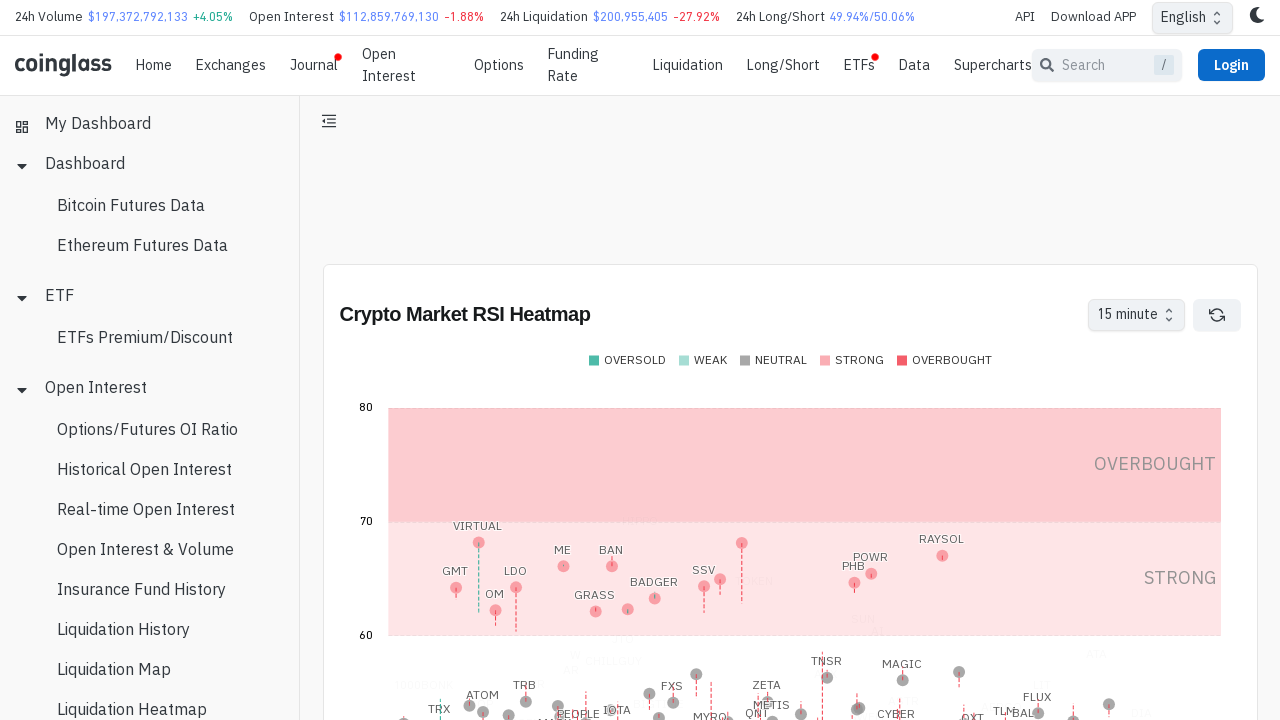 24h Volume $197,372,792,133 +4.05% Open Interest $112,859,769,130 -1.88% 24h Liquidation $200,955,405 -27.92% 24h Long/Short 49.94%/50.06% API Download APP English
coinglass Home Exchanges Journal Open Interest Options Funding Rate Liquidation Long/Short ETFs Data Supercharts Search / Login
My Dashboard
Dashboard
Bitcoin Futures Data
Ethereum Futures Data
ETF
ETFs Premium/Discount
Open Interest
Options/Futures OI Ratio
Historical Open Interest
Real-time Open Interest
Open Interest & Volume
Insurance Fund History
Liquidation History
Liquidation Map
Liquidation Heatmap
Crypto Market RSI Heatmap 15 minute
OVERSOLD WEAK NEUTRAL STRONG OVERBOUGHT
80
OVERBOUGHT
70
VIRTUAL
RAYSOL
ME BAN
POWR
PHB
GMT LDO SSV
STRONG
BADGER
OM GRASS
60
TNSR
MAGIC
TRB FXS ZETA
ATOM
FLUX
METIS
TRX
PEOPLE
CYBER